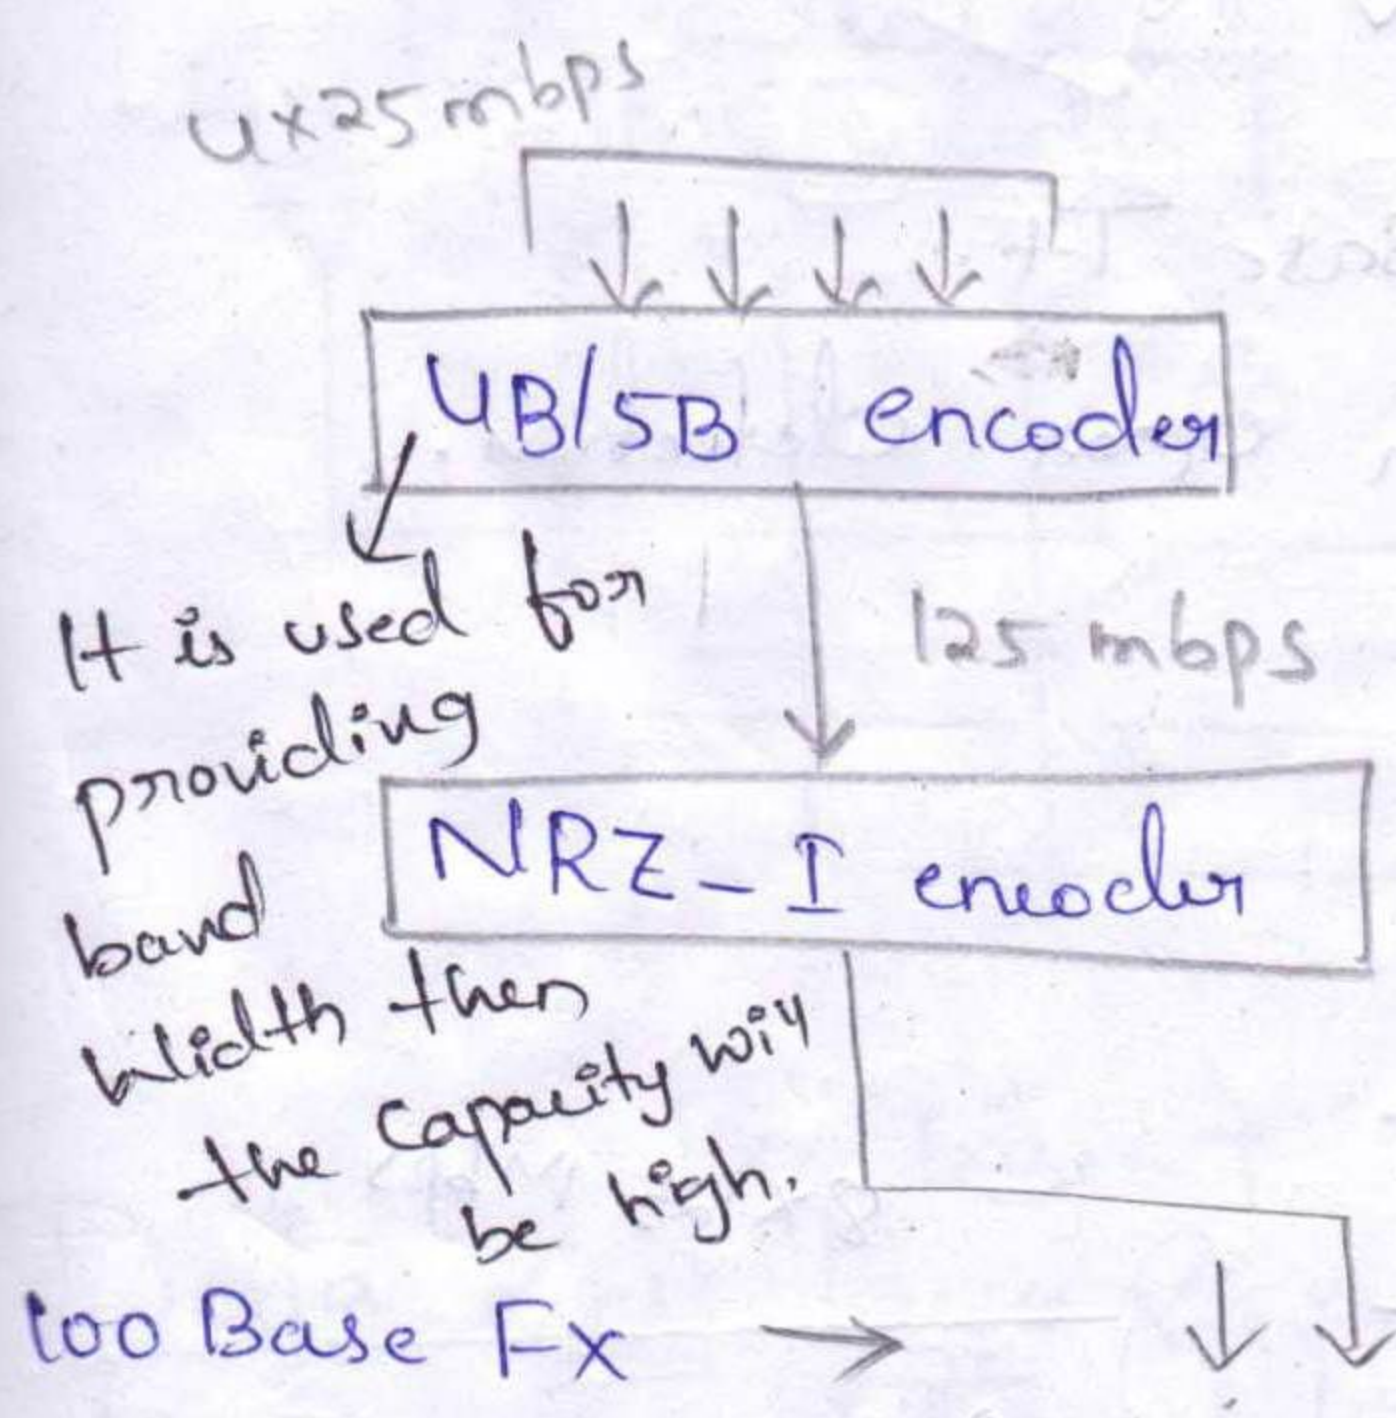 4x25 mbps
4B/5B encoder
It is used for
125 mbps
providing
NRZ-I encoder
band
width then
the capacity will
be high.
100 Base Fx →